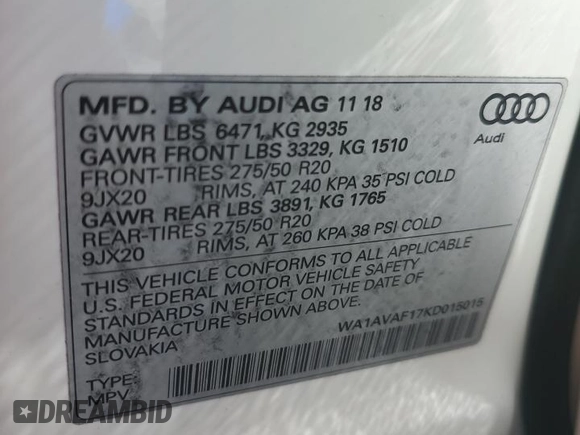 MFD. BY AUDI AG 11 18
GVWR LBS 6471, KG 2935
GAWR FRONT LBS 3329, KG 1510
FRONT-TIRES 275/50 R20
9JX20 RIMS, AT 240 KPA 35 PSI COLD
GAWR REAR LBS 3891, KG 1765
REAR-TIRES 275/50 R20
9JX20 RIMS, AT 260 KPA 38 PSI COLD
Audi
THIS VEHICLE CONFORMS TO ALL APPLICABLE
U.S. FEDERAL MOTOR VEHICLE SAFETY
STANDARDS IN EFFECT ON THE DATE OF
MANUFACTURE SHOWN ABOVE.
SLOVAKIA
WA1AVAF17KD015015
TYPE:
MPV
DREAMBID